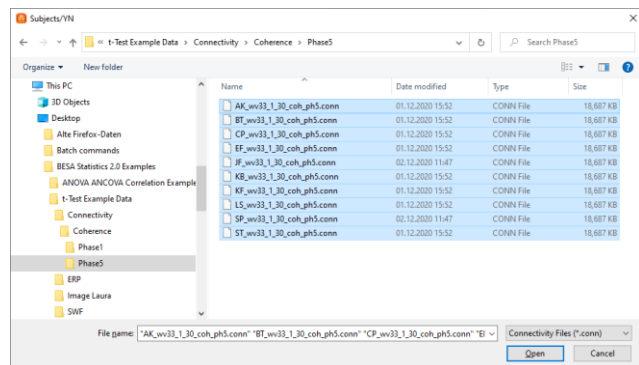 Subjects/YN
« t-Test Example Data › Connectivity › Coherence › Phase5
Search Phase5
Organize
New folder
This PC
3D Objects
Desktop
Alte Firefox-Daten
Batch commands
BESA Statistics 2.0 Examples
ANOVA ANCOVA Correlation Example
t-Test Example Data
Connectivity
Coherence
Phase1
Phase5
ERP
Image Laura
SWF
Name Date modified Type Size
AK_wv33_1_30_coh_ph5.conn 01.12.2020 15:52 CONN File 18,687 KB
BT_wv33_1_30_coh_ph5.conn 01.12.2020 15:52 CONN File 18,687 KB
CP_wv33_1_30_coh_ph5.conn 01.12.2020 15:52 CONN File 18,687 KB
EF_wv33_1_30_coh_ph5.conn 01.12.2020 15:52 CONN File 18,687 KB
JF_wv33_1_30_coh_ph5.conn 02.12.2020 11:47 CONN File 18,687 KB
KB_wv33_1_30_coh_ph5.conn 01.12.2020 15:52 CONN File 18,687 KB
KF_wv33_1_30_coh_ph5.conn 01.12.2020 15:52 CONN File 18,687 KB
LS_wv33_1_30_coh_ph5.conn 01.12.2020 15:52 CONN File 18,687 KB
SP_wv33_1_30_coh_ph5.conn 02.12.2020 11:47 CONN File 18,687 KB
ST_wv33_1_30_coh_ph5.conn 01.12.2020 15:52 CONN File 18,687 KB
File name: "AK_wv33_1_30_coh_ph5.conn" "BT_wv33_1_30_coh_ph5.conn" "CP_wv33_1_30_coh_ph5.conn" "El
Connectivity Files (*.conn)
Open Cancel